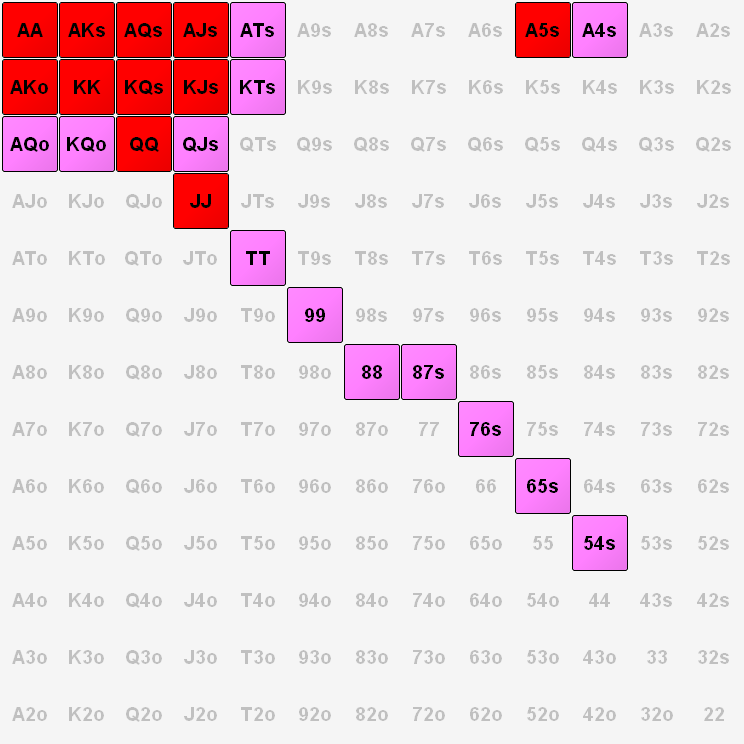 AA AKs AQs AJs ATs A9s A8s A7s A6s A5s A4s A3s A2s
AKo KK KQs KJs KTs K9s K8s K7s K6s K5s K4s K3s K2s
AQo KQo QQ QJs QTs Q9s Q8s Q7s Q6s Q5s Q4s Q3s Q2s
AJo KJo QJo JJ JTs J9s J8s J7s J6s J5s J4s J3s J2s
ATo KTo QTo JTo TT T9s T8s T7s T6s T5s T4s T3s T2s
A9o K9o Q9o J9o T9o 99 98s 97s 96s 95s 94s 93s 92s
A8o K8o Q8o J8o T8o 98o 88 87s 86s 85s 84s 83s 82s
A7o K7o Q7o J7o T7o 97o 87o 77 76s 75s 74s 73s 72s
A6o K6o Q6o J6o T6o 96o 86o 76o 66 65s 64s 63s 62s
A5o K5o Q5o J5o T5o 95o 85o 75o 65o 55 54s 53s 52s
A4o K4o Q4o J4o T4o 94o 84o 74o 64o 54o 44 43s 42s
A3o K3o Q3o J3o T3o 93o 83o 73o 63o 53o 43o 33 32s
A2o K2o Q2o J2o T2o 92o 82o 72o 62o 52o 42o 32o 22